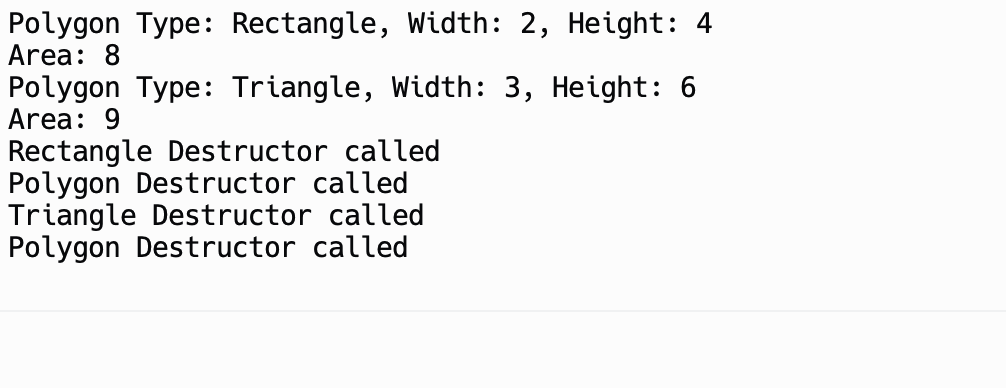 Polygon Type: Rectangle, Width: 2, Height: 4
Area: 8
Polygon Type: Triangle, Width: 3, Height: 6
Area: 9
Rectangle Destructor called
Polygon Destructor called
Triangle Destructor called
Polygon Destructor called